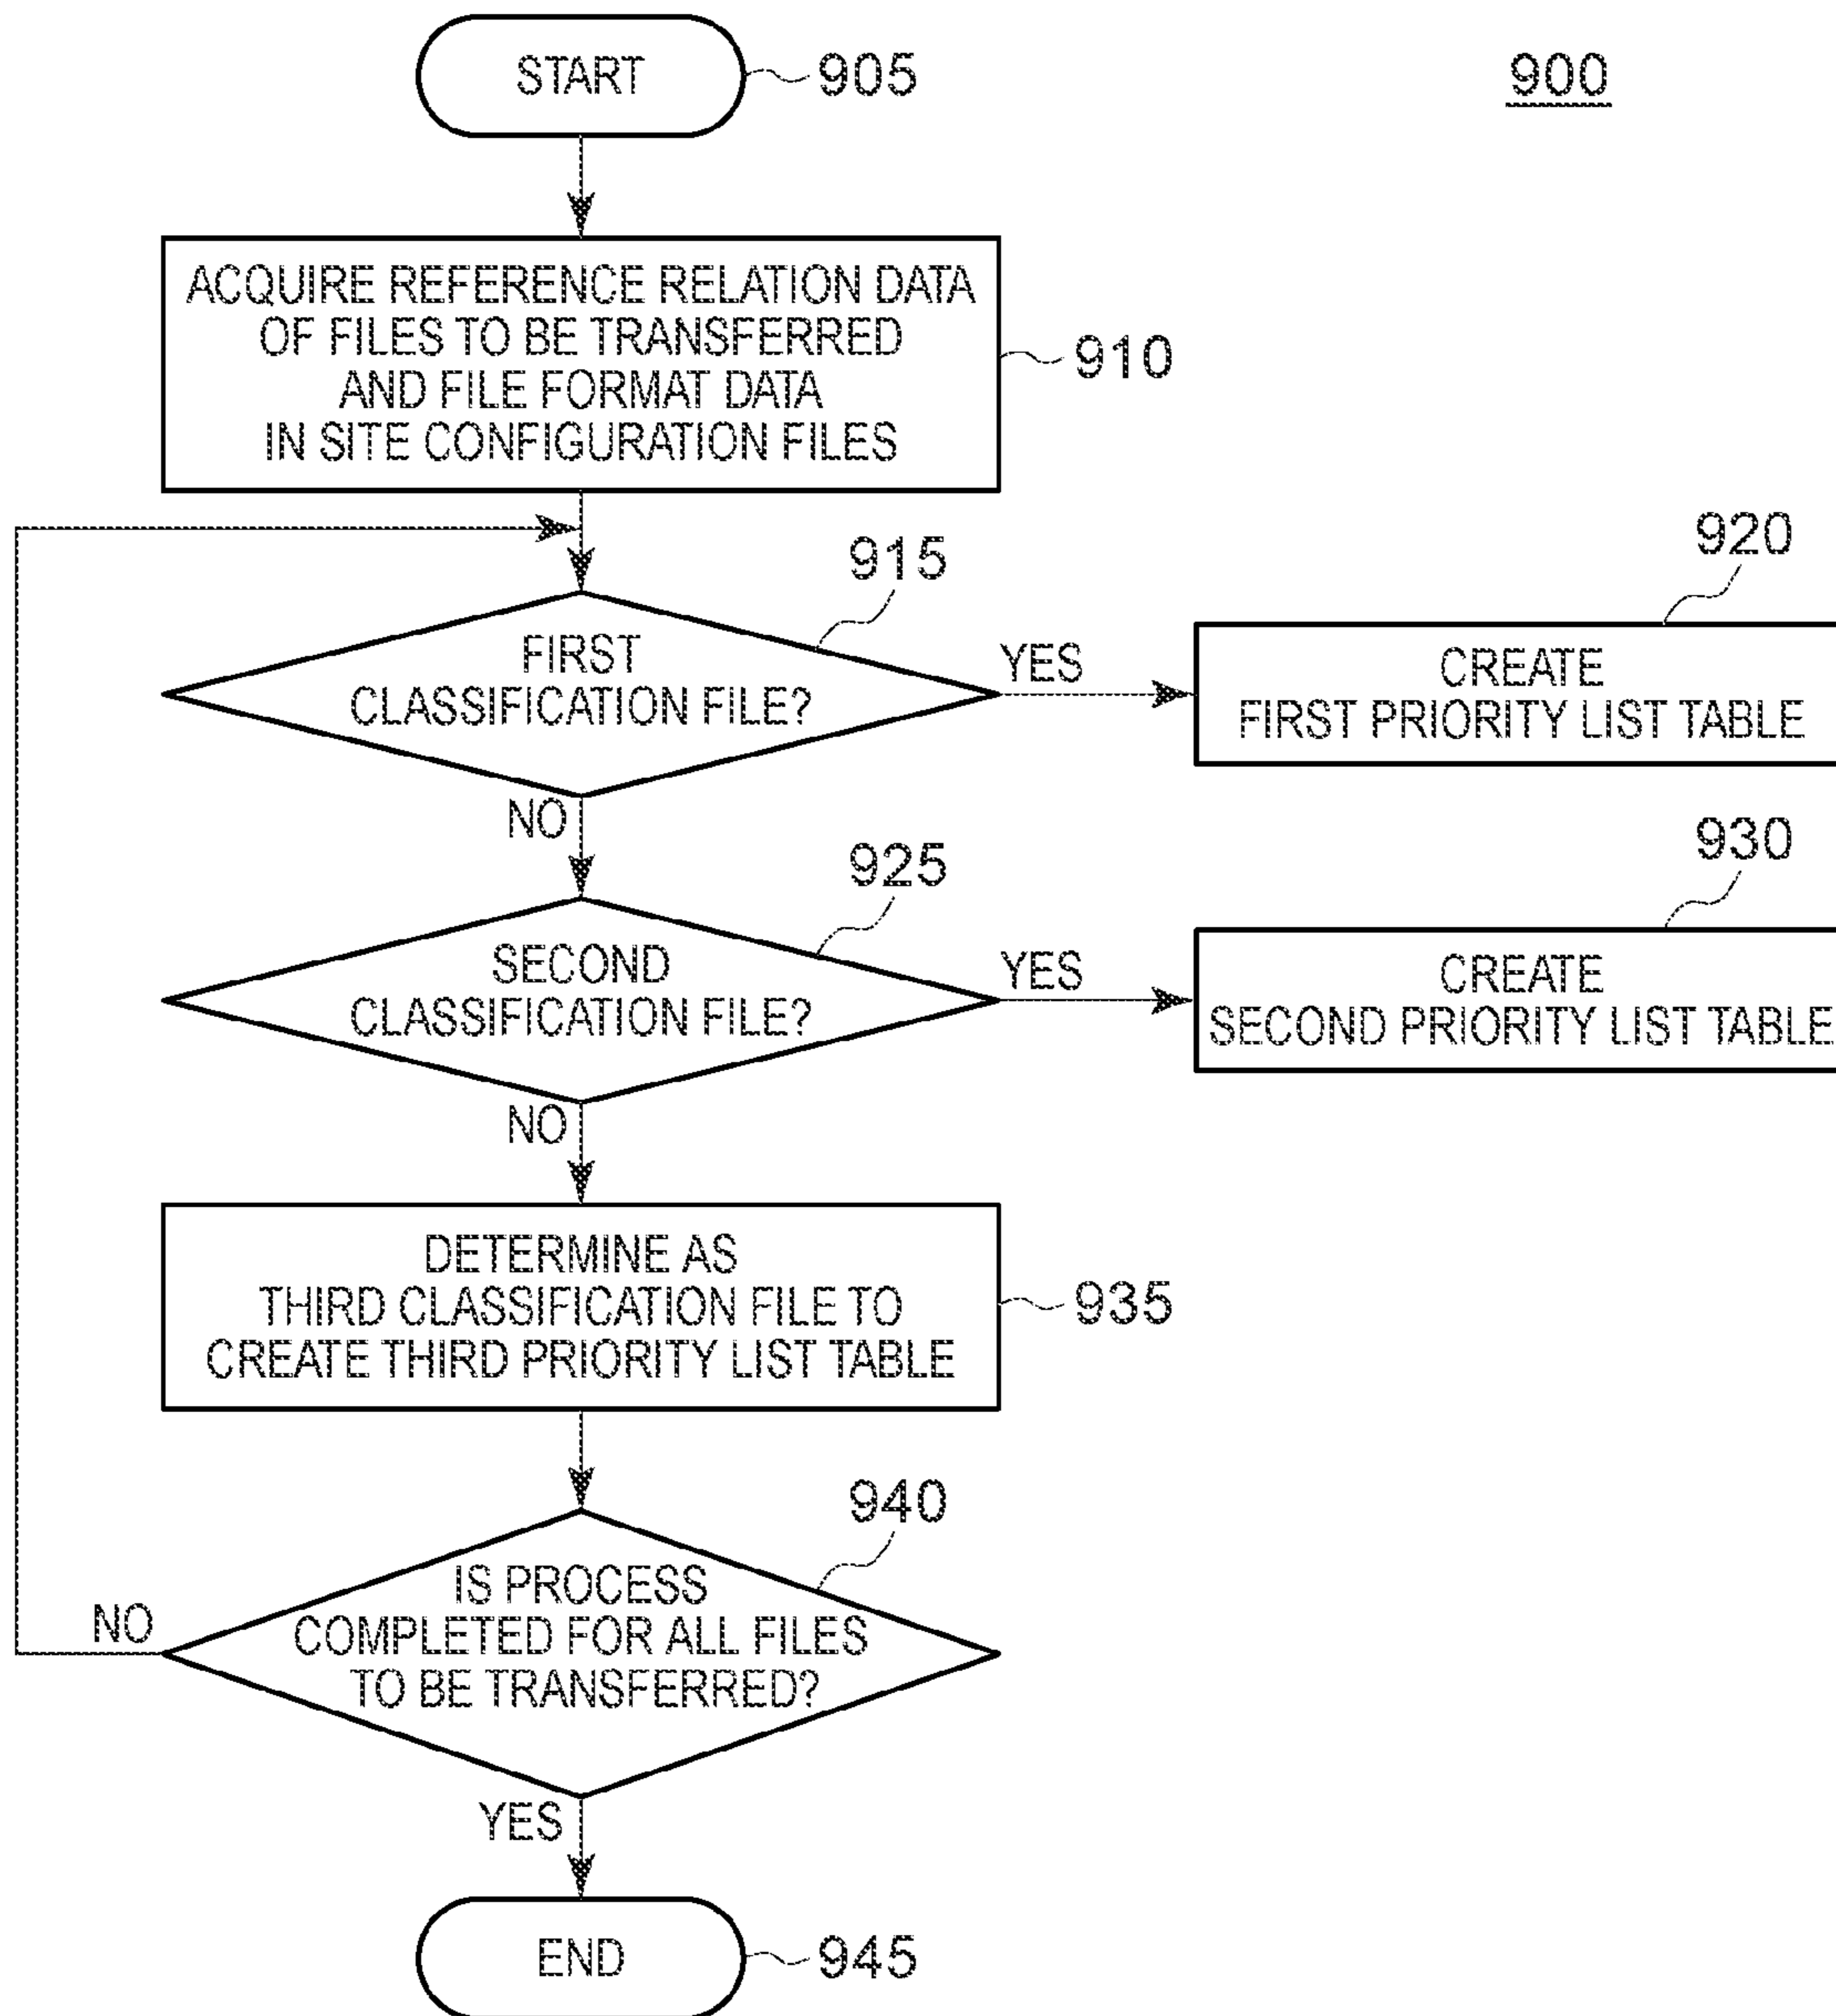 START
905
900
ACQUIRE REFERENCE RELATION DATA
OF FILES TO BE TRANSFERRED
AND FILE FORMAT DATA
IN SITE CONFIGURATION FILES
910
915
FIRST
CLASSIFICATION FILE?
YES
920
CREATE
FIRST PRIORITY LIST TABLE
NO
925
SECOND
CLASSIFICATION FILE?
YES
930
CREATE
SECOND PRIORITY LIST TABLE
NO
DETERMINE AS
THIRD CLASSIFICATION FILE TO
CREATE THIRD PRIORITY LIST TABLE
935
940
IS PROCESS
COMPLETED FOR ALL FILES
TO BE TRANSFERRED?
NO
YES
END
945